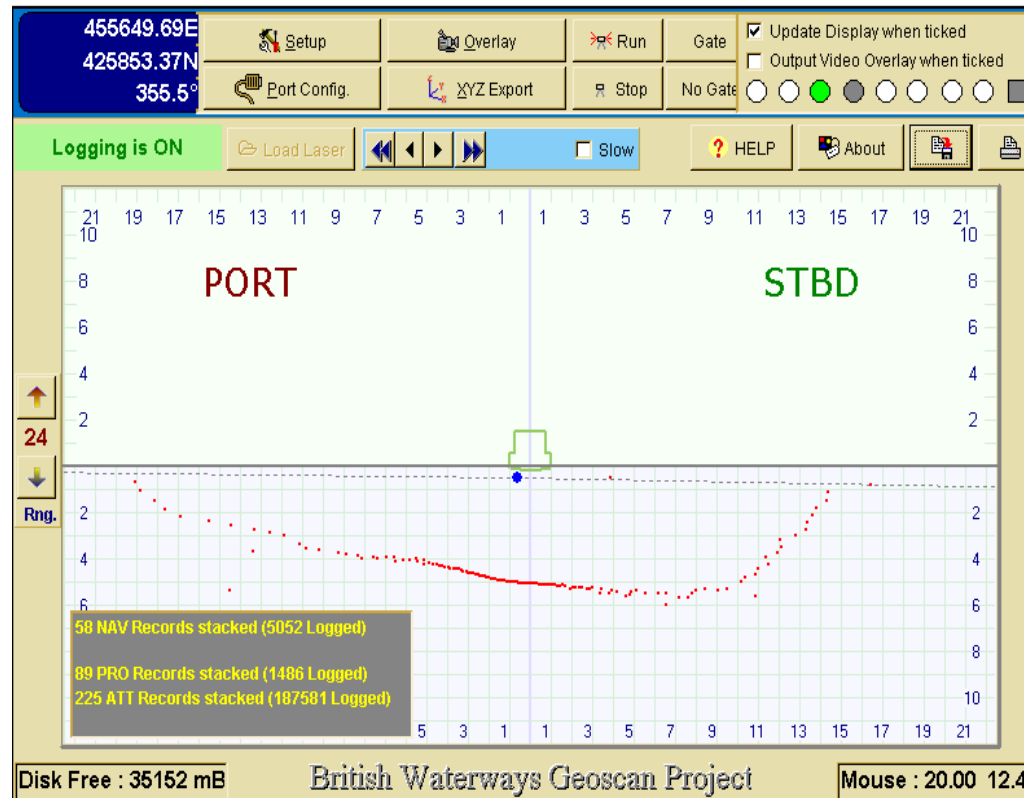 455649.69E
425853.37N
355.5°
Setup
Overlay
Run
Gate
Update Display when ticked
Output Video Overlay when ticked
Port Config.
XYZ Export
Stop
No Gate
Logging is ON
Load Laser
Slow
? HELP
About
21 19 17 15 13 11 9 7 5 3 1 1 3 5 7 9 11 13 15 17 19 21
10 10
PORT
STBD
8 8
6 6
4 4
2 2
24
Rng.
2 2
4 4
6 6
58 NAV Records stacked (5052 Logged)
8
89 PRO Records stacked (1486 Logged)
225 ATT Records stacked (187581 Logged)
10
5 3 1 1 3 5 7 9 11 13 15 17 19 21
Disk Free : 35152 mB
British Waterways Geoscan Project
Mouse : 20.00 12.4